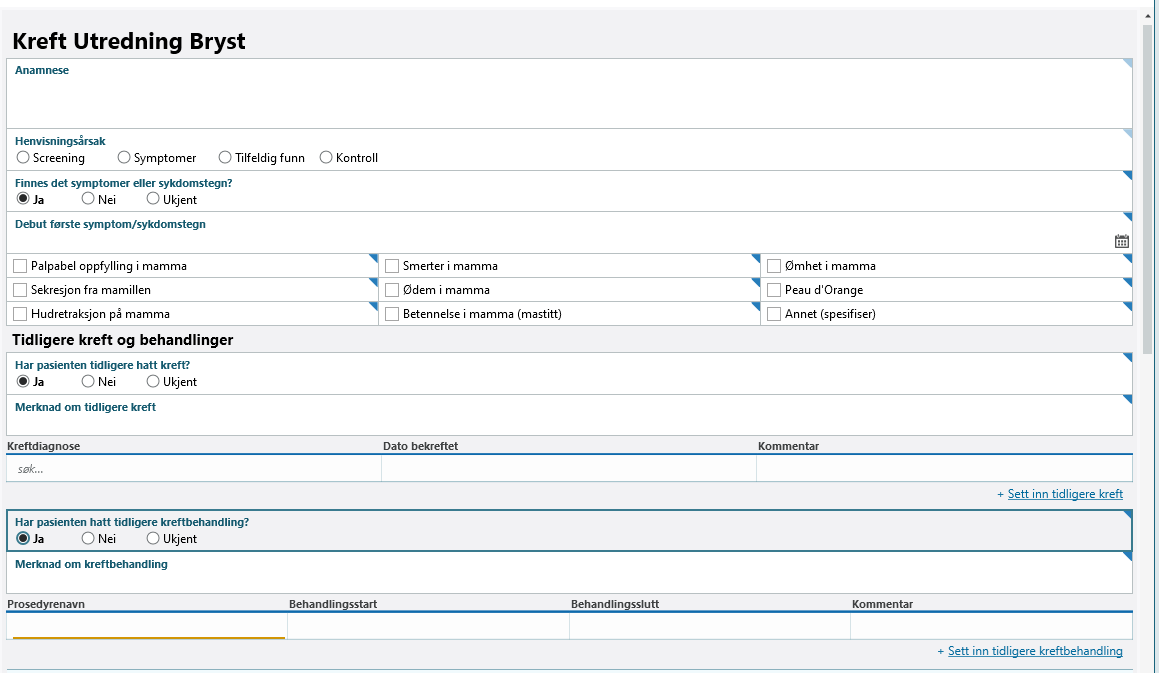 Kreft Utredning Bryst
Anamnese
Henvisningsårsak
Screening Symptomer Tilfeldig funn Kontroll
Finnes det symptomer eller sykdomstegn?
Ja Nei Ukjent
Debut første symptom/sykdomstegn
Palpabel oppfylling i mamma Smerter i mamma Ømhet i mamma
Sekresjon fra mamillen Ødem i mamma Peau d'Orange
Hudretraksjon på mamma Betennelse i mamma (mastitt) Annet (spesifiser)
Tidligere kreft og behandlinger
Har pasienten tidligere hatt kreft?
Ja Nei Ukjent
Merknad om tidligere kreft
Kreftdiagnose Dato bekreftet Kommentar
søk...
+ Sett inn tidligere kreft
Har pasienten hatt tidligere kreftbehandling?
Ja Nei Ukjent
Merknad om kreftbehandling
Prosedyrenavn Behandlingsstart Behandlingsslutt Kommentar
+ Sett inn tidligere kreftbehandling